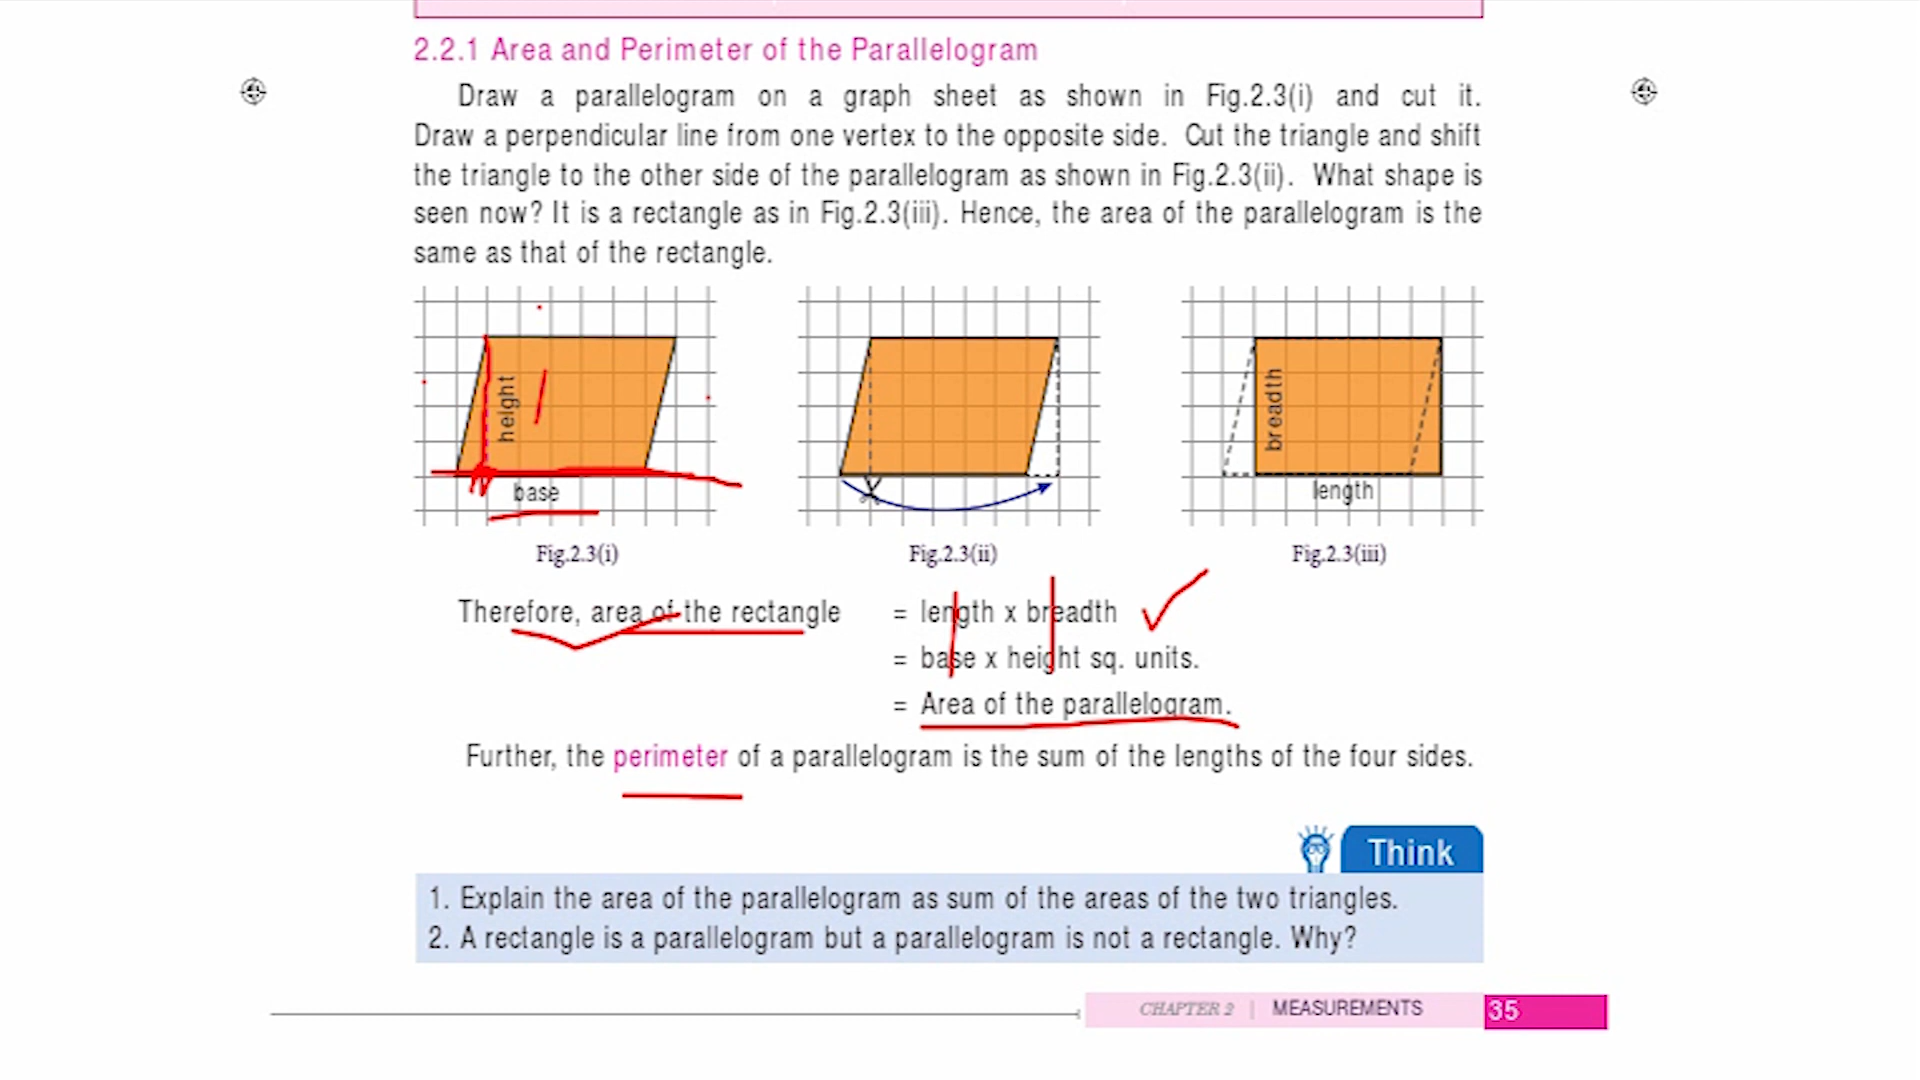 2.2.1 Area and Perimeter of the Parallelogram
Draw a parallelogram on a graph sheet as shown in Fig.2.3(i) and cut it.
Draw a perpendicular line from one vertex to the opposite side. Cut the triangle and shift
the triangle to the other side of the parallelogram as shown in Fig.2.3(ii). What shape is
seen now? It is a rectangle as in Fig.2.3(iii). Hence, the area of the parallelogram is the
same as that of the rectangle.
height
base
breadth
length
Fig.2.3(i)
Fig.2.3(ii)
Fig.2.3(iii)
Therefore, area of the rectangle = length x breadth
= base x height sq. units.
= Area of the parallelogram.
Further, the perimeter of a parallelogram is the sum of the lengths of the four sides.
Think
1. Explain the area of the parallelogram as sum of the areas of the two triangles.
2. A rectangle is a parallelogram but a parallelogram is not a rectangle. Why?
CHAPTER 2 | MEASUREMENTS 35